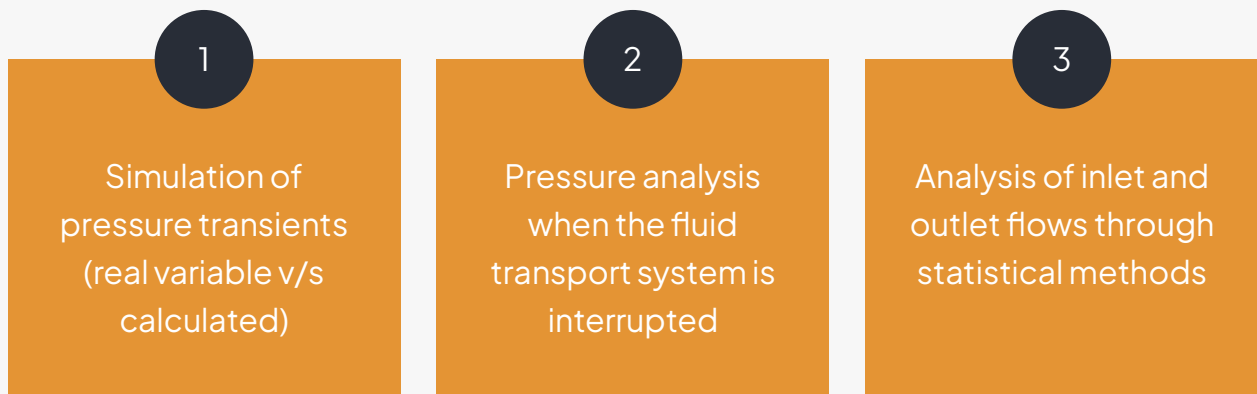 1
Simulation of
pressure transients
(real variable v/s
calculated)
2
Pressure analysis
when the fluid
transport system is
interrupted
3
Analysis of inlet and
outlet flows through
statistical methods